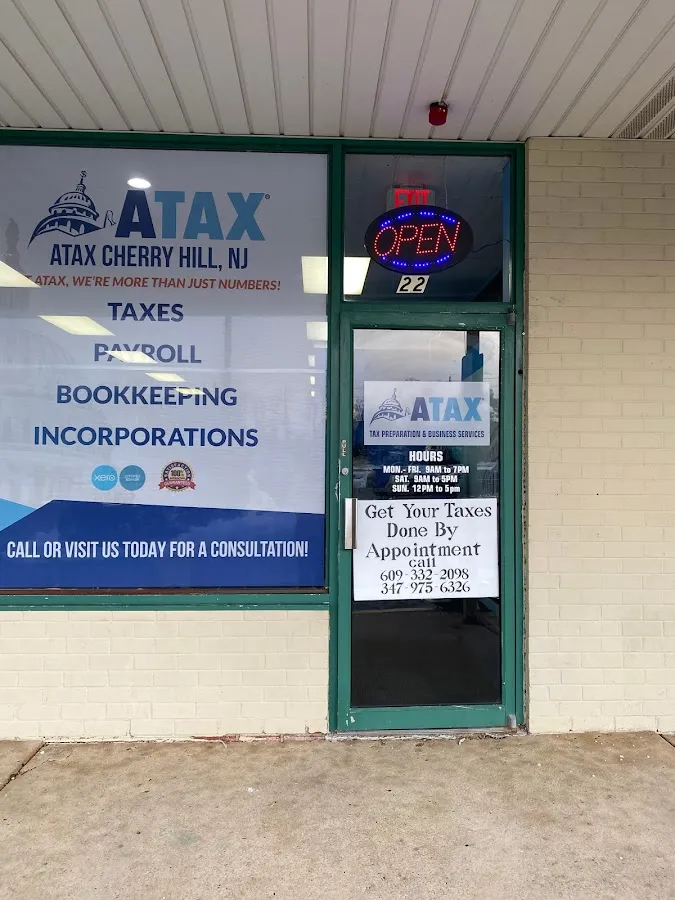 ATAX®
ATAX CHERRY HILL, NJ
ATAX, WE'RE MORE THAN JUST NUMBERS!
TAXES
PAYROLL
BOOKKEEPING
INCORPORATIONS
xero
100%
CALL OR VISIT US TODAY FOR A CONSULTATION!
EXIT
OPEN
22
ATAX
TAX PREPARATION & BUSINESS SERVICES
HOURS
MON.- FRI. 9AM to 7PM
SAT. 9AM to 5PM
SUN. 12PM to 5pm
Get Your Taxes
Done By
Appointment
call
609-332-2098
347-975-6326